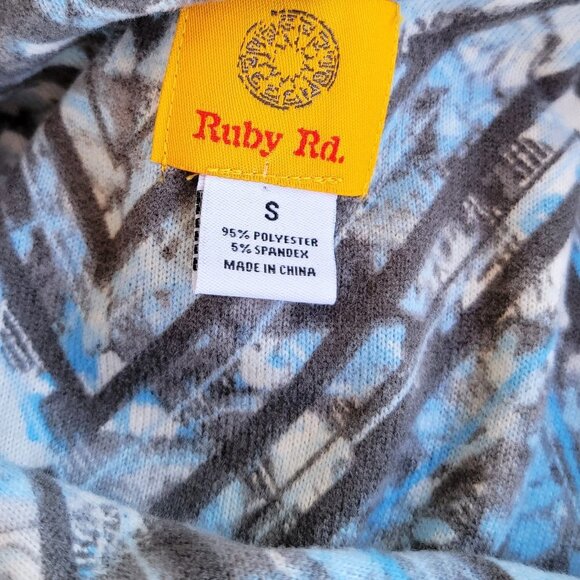 Ruby Rd.
S
95% POLYESTER
5% SPANDEX
MADE IN CHINA